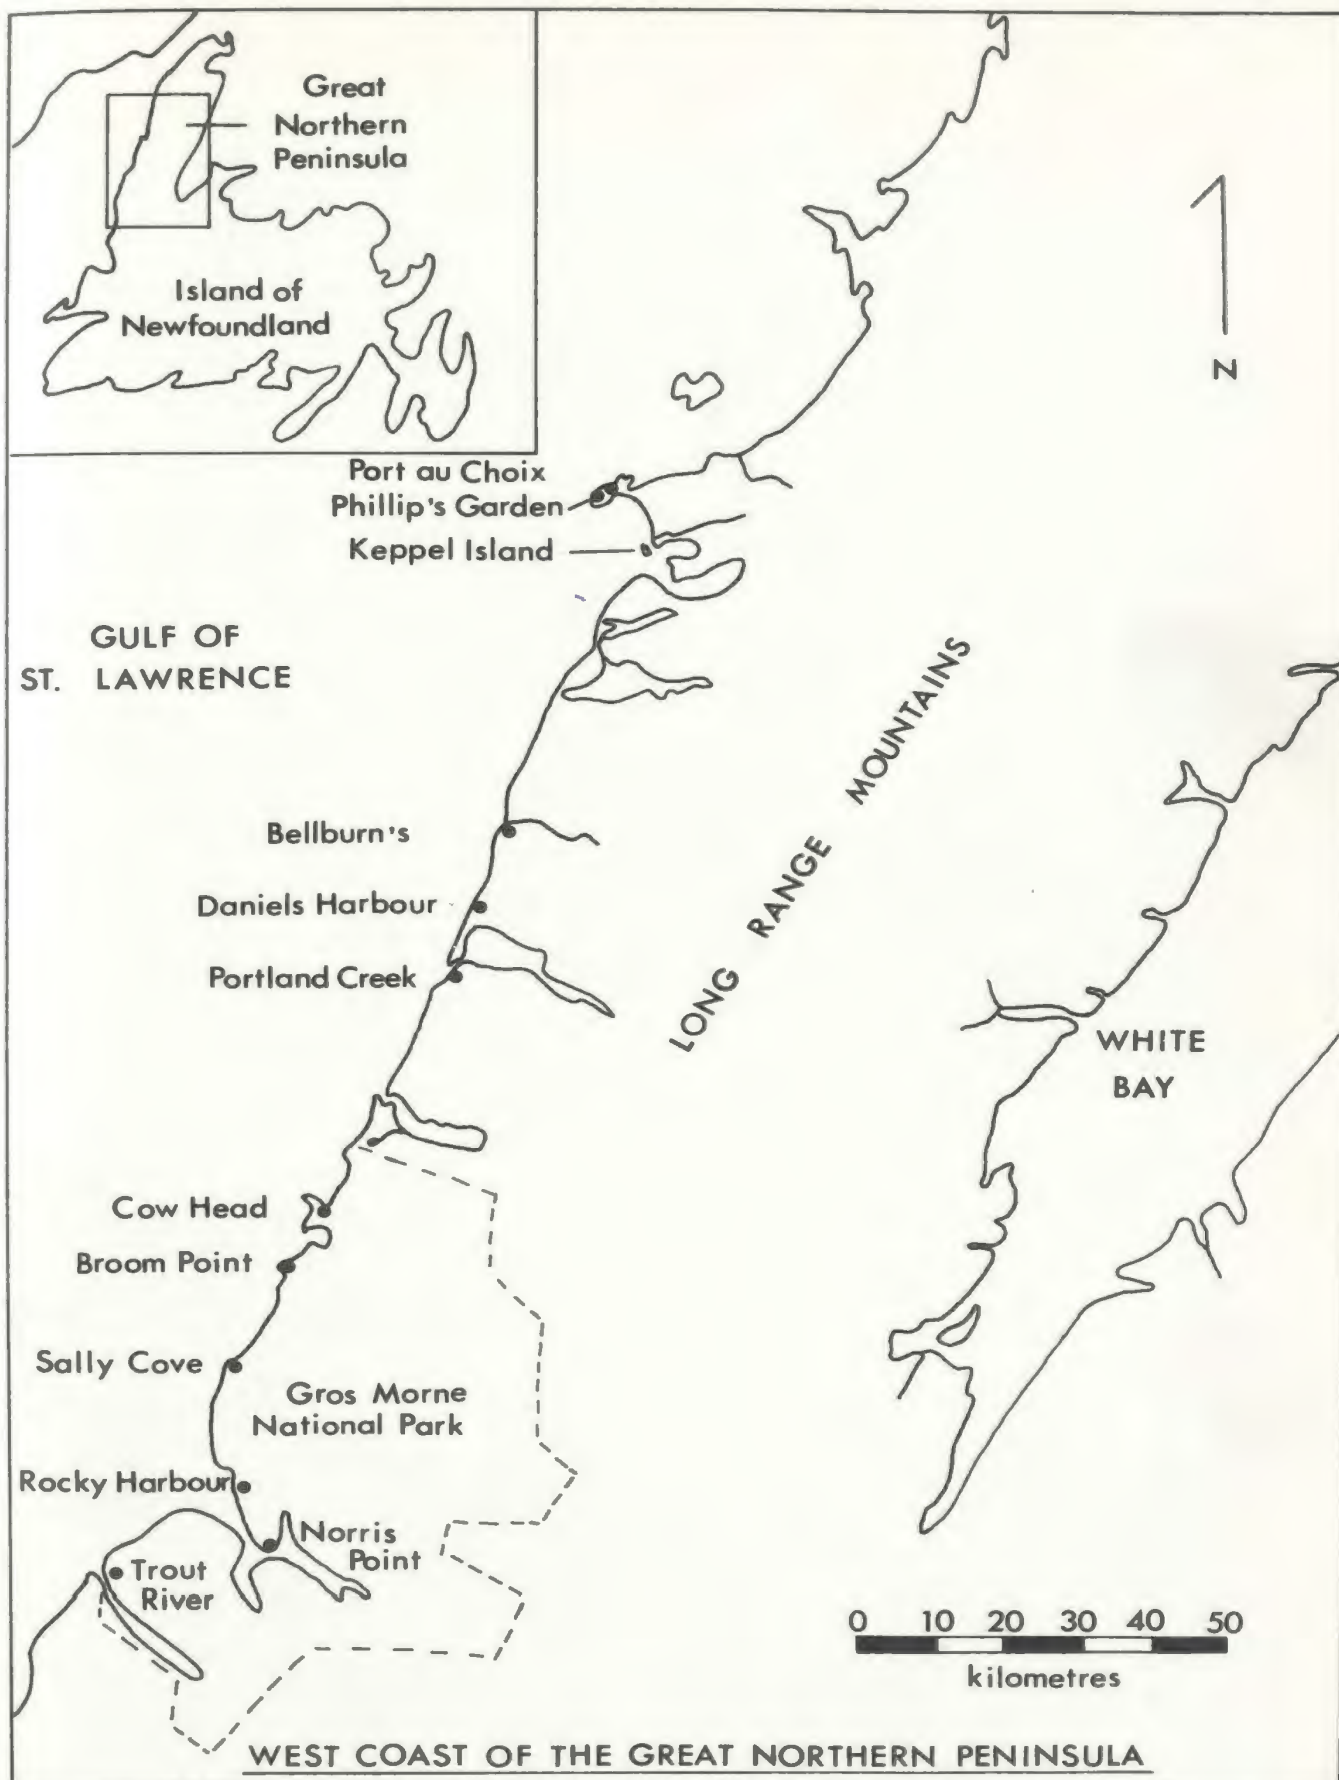 Great
Northern
Peninsula
Island of
Newfoundland
N
Port au Choix
Phillip's Garden
Keppel Island
GULF OF
ST. LAWRENCE
LONG RANGE MOUNTAINS
Bellburn's
Daniels Harbour
Portland Creek
WHITE
BAY
Cow Head
Broom Point
Sally Cove
Gros Morne
National Park
Rocky Harbour
Norris
Point
Trout
River
0 10 20 30 40 50
kilometres
WEST COAST OF THE GREAT NORTHERN PENINSULA